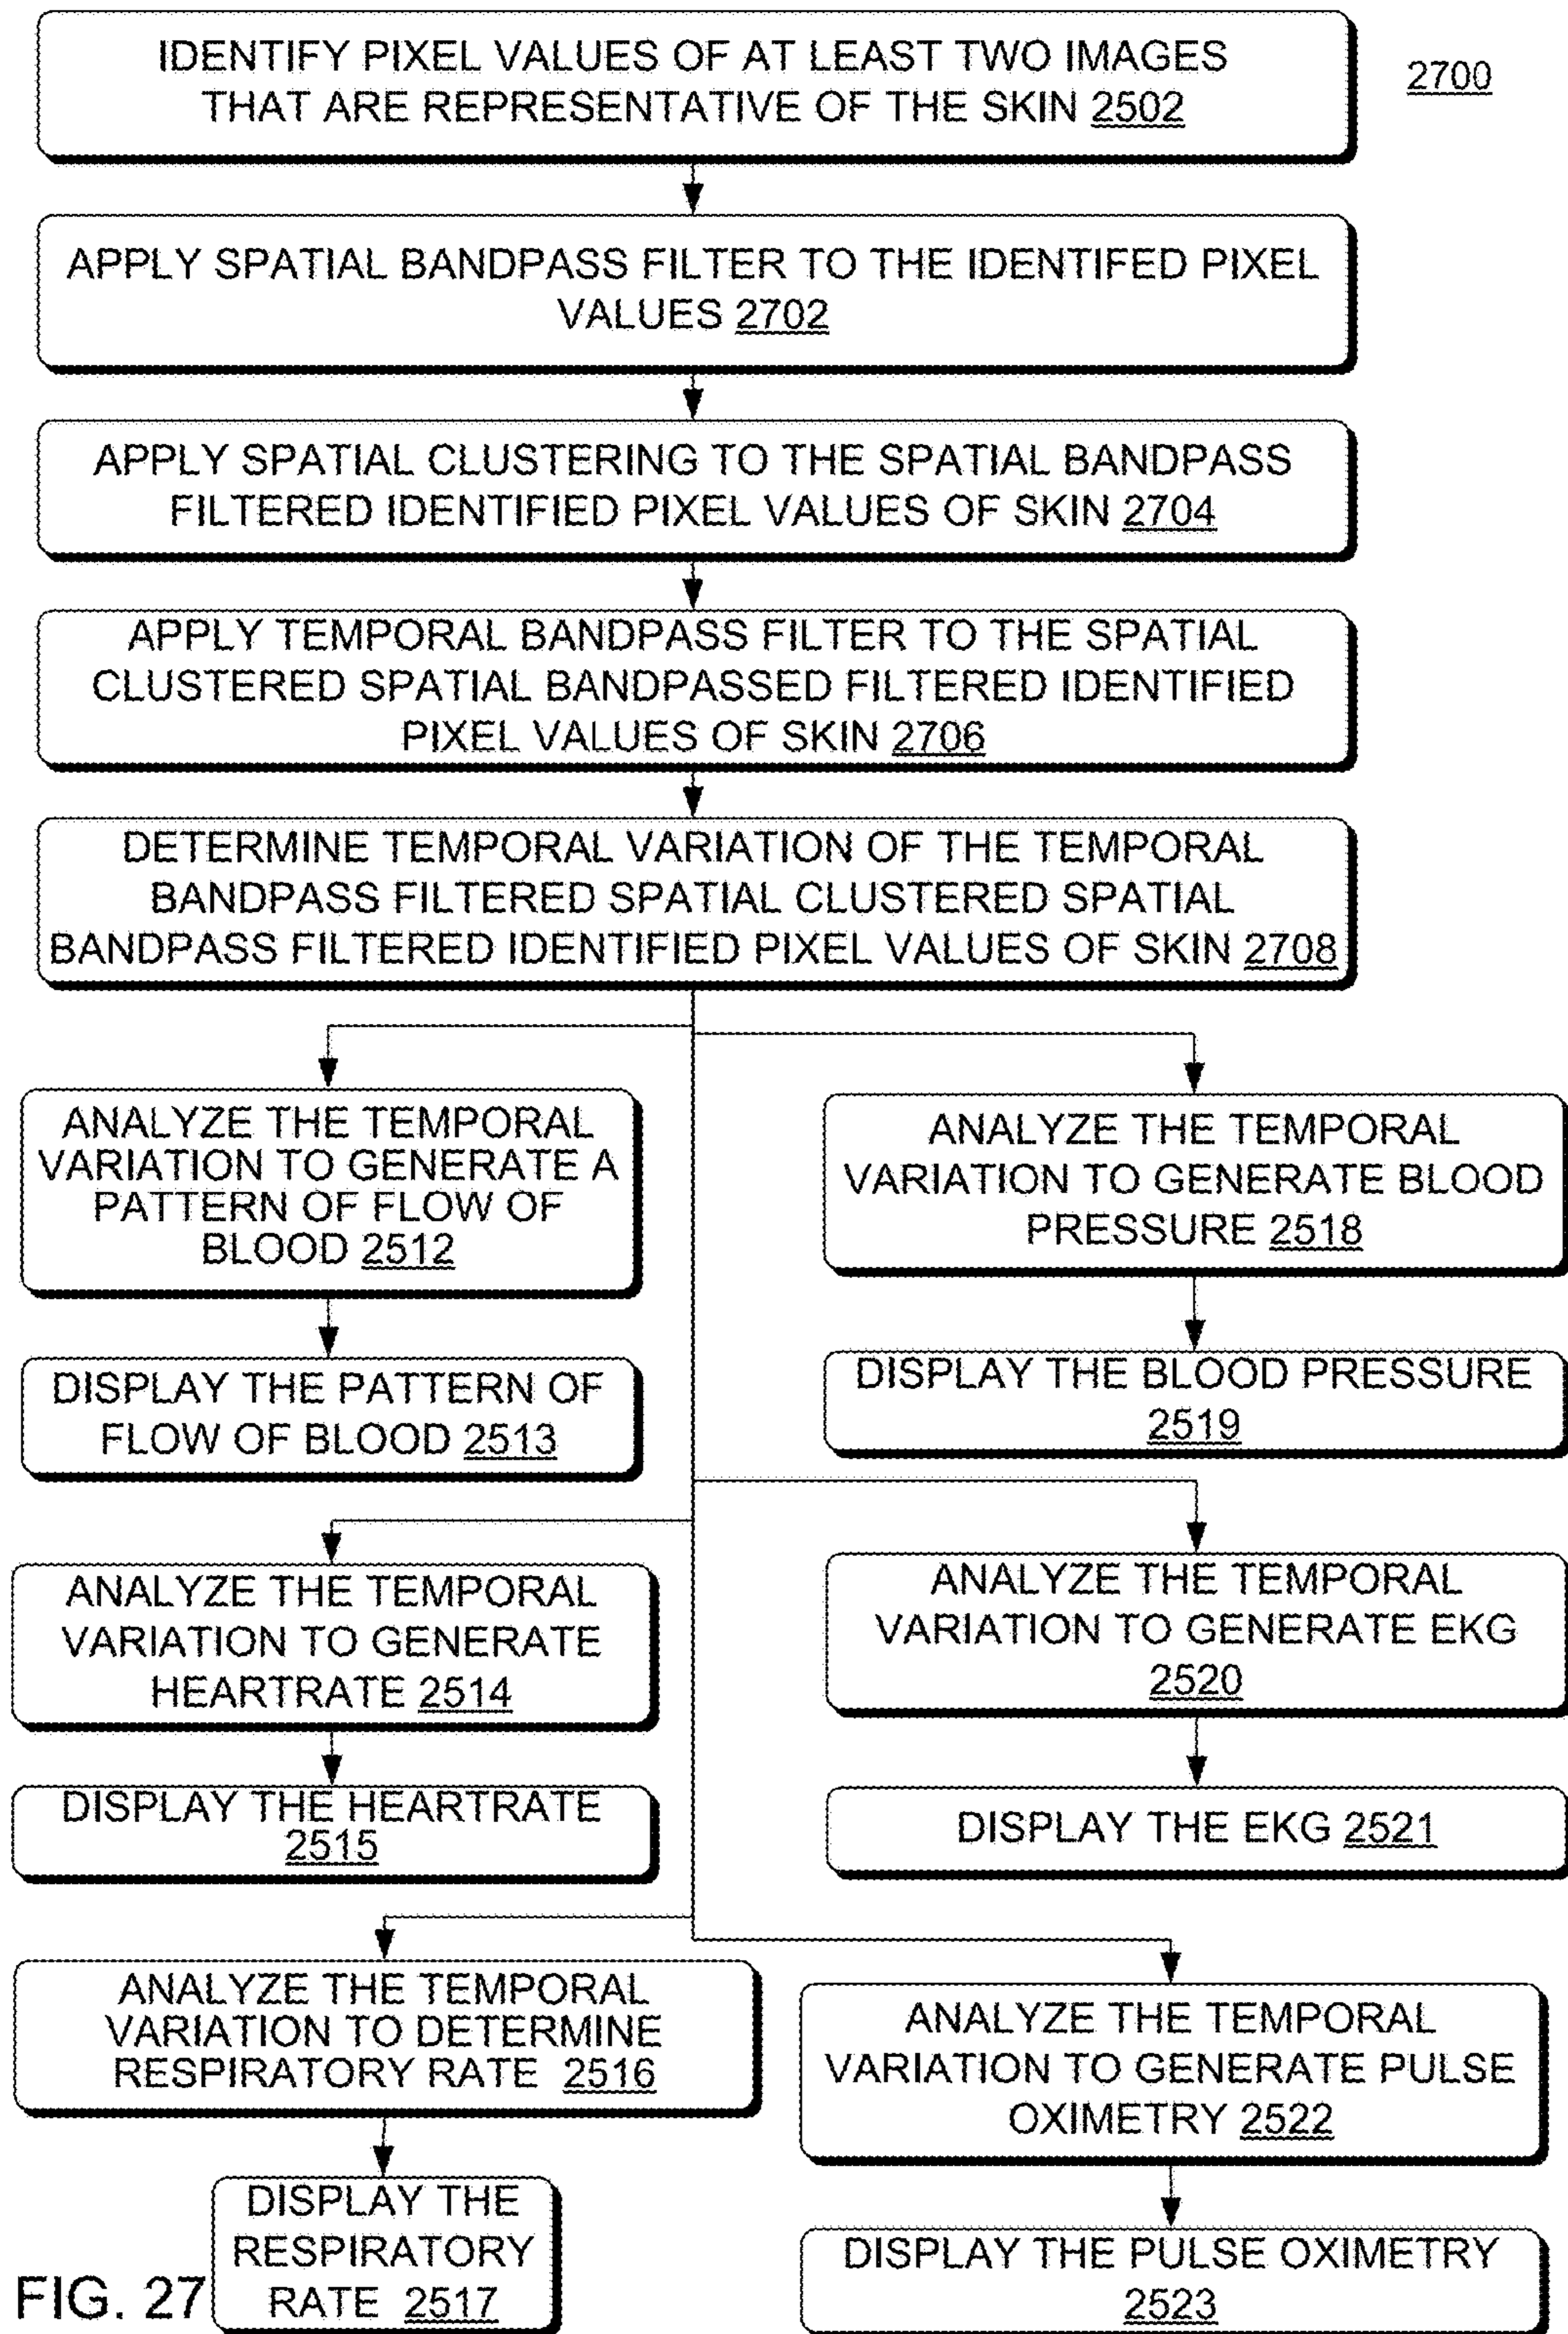 IDENTIFY PIXEL VALUES OF AT LEAST TWO IMAGES
THAT ARE REPRESENTATIVE OF THE SKIN 2502
2700
APPLY SPATIAL BANDPASS FILTER TO THE IDENTIFED PIXEL
VALUES 2702
APPLY SPATIAL CLUSTERING TO THE SPATIAL BANDPASS
FILTERED IDENTIFIED PIXEL VALUES OF SKIN 2704
APPLY TEMPORAL BANDPASS FILTER TO THE SPATIAL
CLUSTERED SPATIAL BANDPASSED FILTERED IDENTIFIED
PIXEL VALUES OF SKIN 2706
DETERMINE TEMPORAL VARIATION OF THE TEMPORAL
BANDPASS FILTERED SPATIAL CLUSTERED SPATIAL
BANDPASS FILTERED IDENTIFIED PIXEL VALUES OF SKIN 2708
ANALYZE THE TEMPORAL
VARIATION TO GENERATE A
PATTERN OF FLOW OF
BLOOD 2512
ANALYZE THE TEMPORAL
VARIATION TO GENERATE BLOOD
PRESSURE 2518
DISPLAY THE PATTERN OF
FLOW OF BLOOD 2513
DISPLAY THE BLOOD PRESSURE
2519
ANALYZE THE TEMPORAL
VARIATION TO GENERATE
HEARTRATE 2514
ANALYZE THE TEMPORAL
VARIATION TO GENERATE EKG
2520
DISPLAY THE HEARTRATE
2515
DISPLAY THE EKG 2521
ANALYZE THE TEMPORAL
VARIATION TO DETERMINE
RESPIRATORY RATE 2516
ANALYZE THE TEMPORAL
VARIATION TO GENERATE PULSE
OXIMETRY 2522
DISPLAY THE
RESPIRATORY
RATE 2517
DISPLAY THE PULSE OXIMETRY
2523
FIG. 27